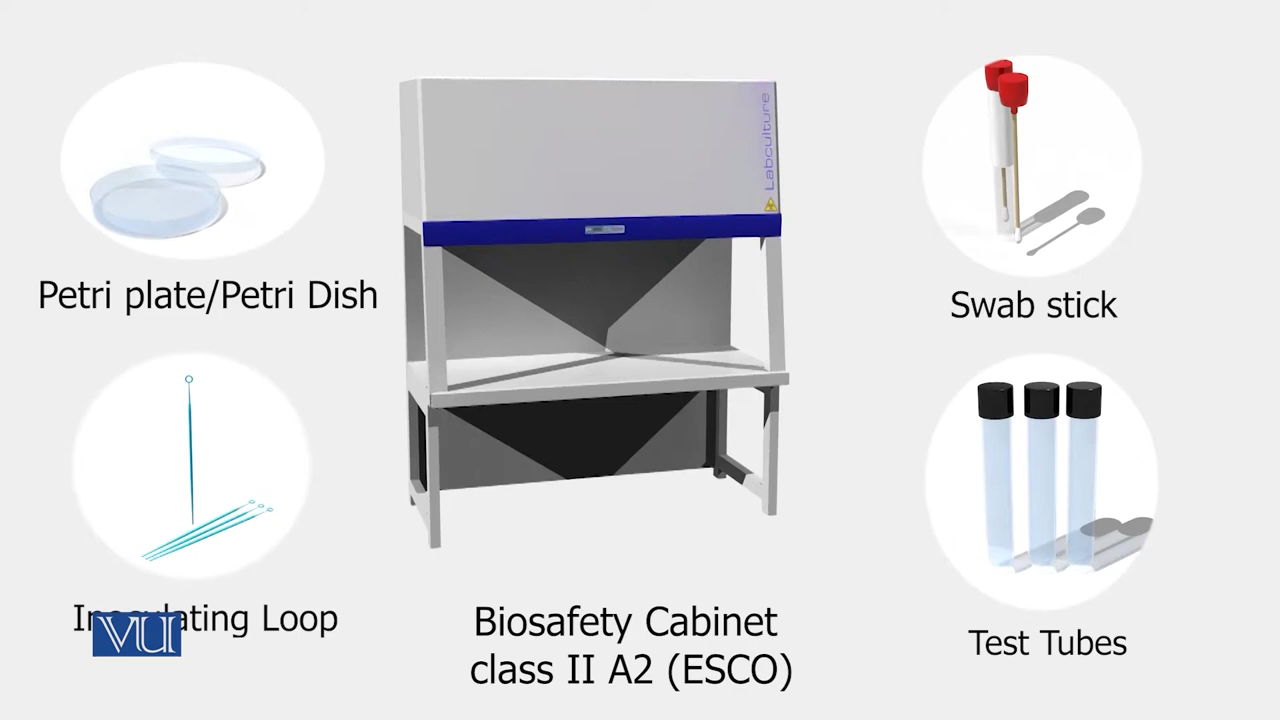 Labculture
Petri plate/Petri Dish
Swab stick
Loop
VU
Biosafety Cabinet
class II A2 (ESCO)
Test Tubes